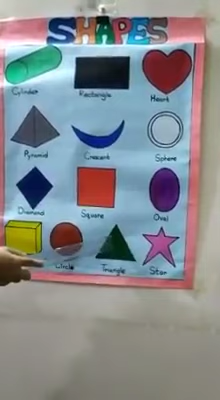 SHAPES
Cylinder Rectangle Heart
Pyramid Crescent Sphere
Diamond Square Oval
Circle Triangle Star